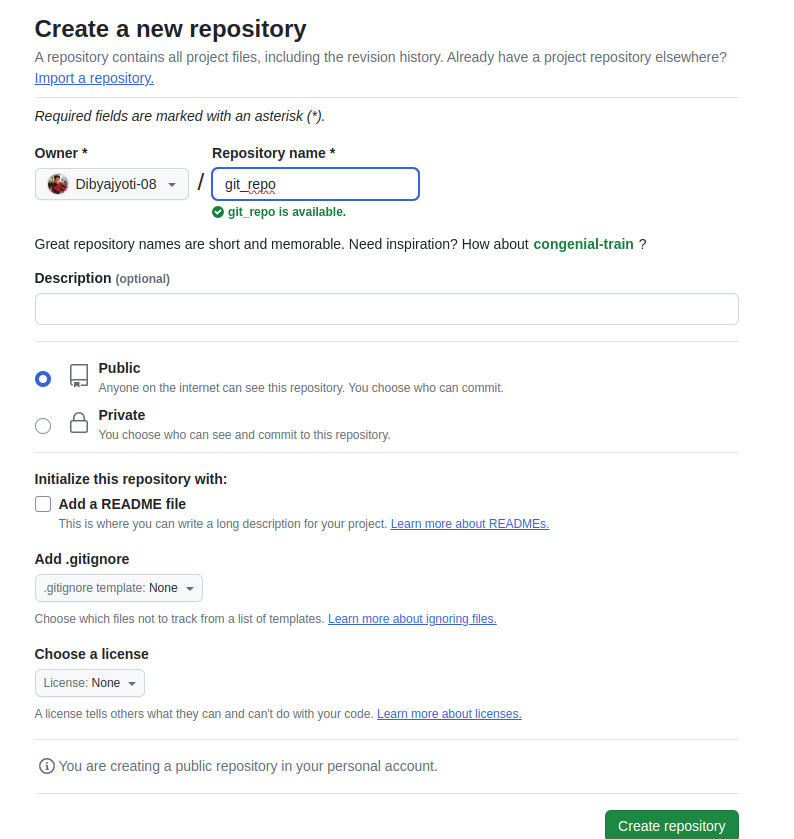 Create a new repository
A repository contains all project files, including the revision history. Already have a project repository elsewhere?
Import a repository.
Required fields are marked with an asterisk (*).
Owner * Repository name *
Dibyajyoti-08 / git_repo
git_repo is available.
Great repository names are short and memorable. Need inspiration? How about congenial-train ?
Description (optional)
Public
Anyone on the internet can see this repository. You choose who can commit.
Private
You choose who can see and commit to this repository.
Initialize this repository with:
Add a README file
This is where you can write a long description for your project. Learn more about READMEs.
Add .gitignore
.gitignore template: None
Choose which files not to track from a list of templates. Learn more about ignoring files.
Choose a license
License: None
A license tells others what they can and can't do with your code. Learn more about licenses.
You are creating a public repository in your personal account.
Create repository